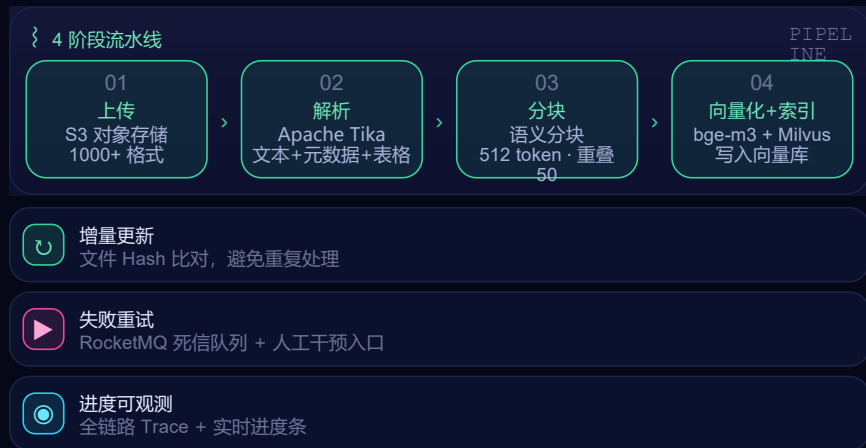 4 阶段流水线
PIPEL
INE
01
上传
S3 对象存储
1000+ 格式
›
02
解析
Apache Tika
文本+元数据+表格
›
03
分块
语义分块
512 token · 重叠
50
›
04
向量化+索引
bge-m3 + Milvus
写入向量库
增量更新
文件 Hash 比对，避免重复处理
失败重试
RocketMQ 死信队列 + 人工干预入口
进度可观测
全链路 Trace + 实时进度条